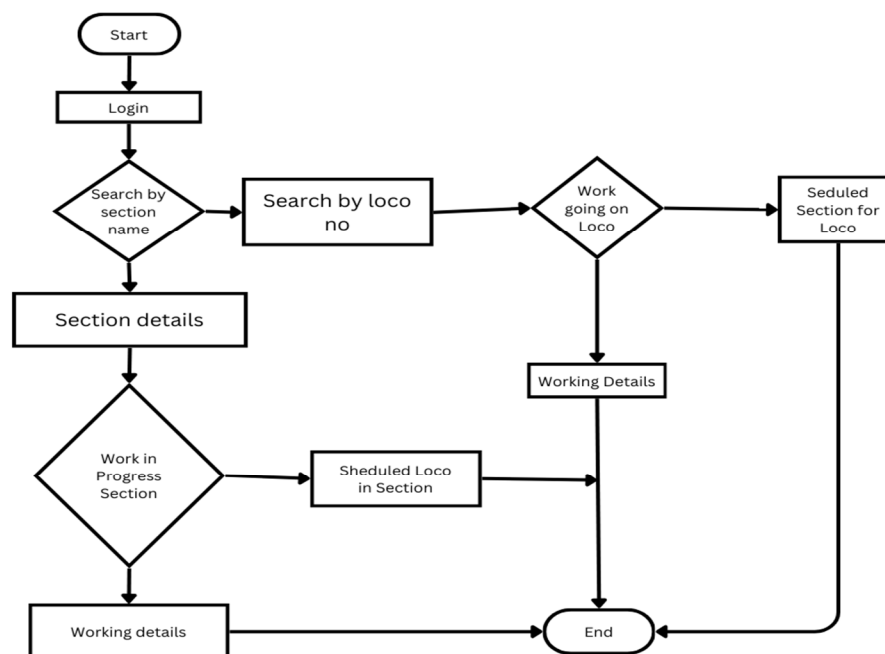 Start
Login
Search by
section
name
Search by loco
no
Work
going on
Loco
Seduled
Section for
Loco
Section details
Working Details
Work in
Progress
Section
Sheduled Loco
in Section
Working details
End